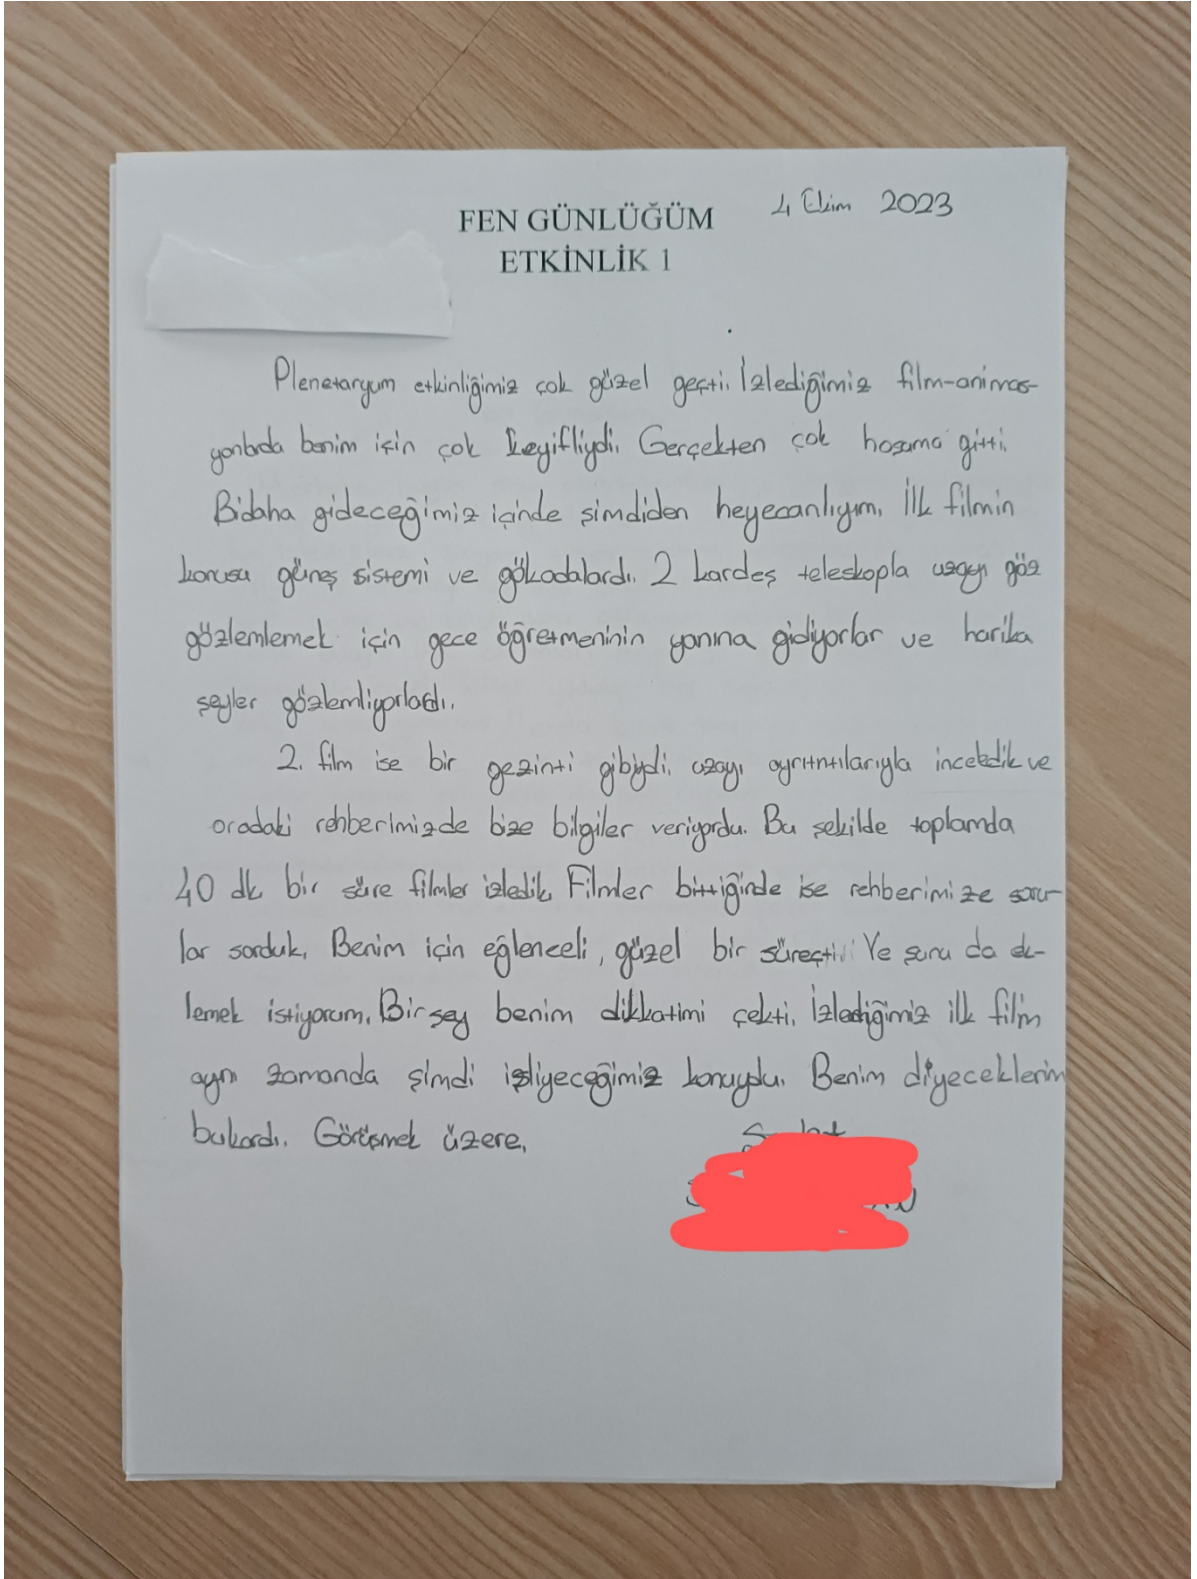 4 Ekim 2023
FEN GÜNLÜĞÜM
ETKİNLİK 1
Plenetaryum etkinliğimiz çok güzel geçti. İzlediğimiz film-animas-
yonlarda benim için çok keyifliydi. Gerçekten çok hoşuma gitti.
Bidaha gideceğimiz içinde şimdiden heyecanlıyım. İlk filmin
konusu güneş sistemi ve gökadalardı. 2 kardeş teleskopla uzayı göz
gözlemlemek için gece öğretmeninin yanına gidiyorlar ve harika
şeyler gözlemliyorlardı.
2. film ise bir gezinti gibiydi. uzayı ayrıntılarıyla inceledik ve
oradaki rehberimizde bize bilgiler veriyordu. Bu şekilde toplamda
40 dk bir süre filmler izledik. Filmler bittiğinde ise rehberimize soru-
lar sorduk. Benim için eğlenceli, güzel bir süreçti. Ve şunu da ek-
lemek istiyorum. Bir şey benim dikkatimi çekti. İzlediğimiz ilk film
aynı zamanda şimdi işliyeceğimiz konuydu. Benim diyeceklerim
bukardı. Görüşmek üzere.